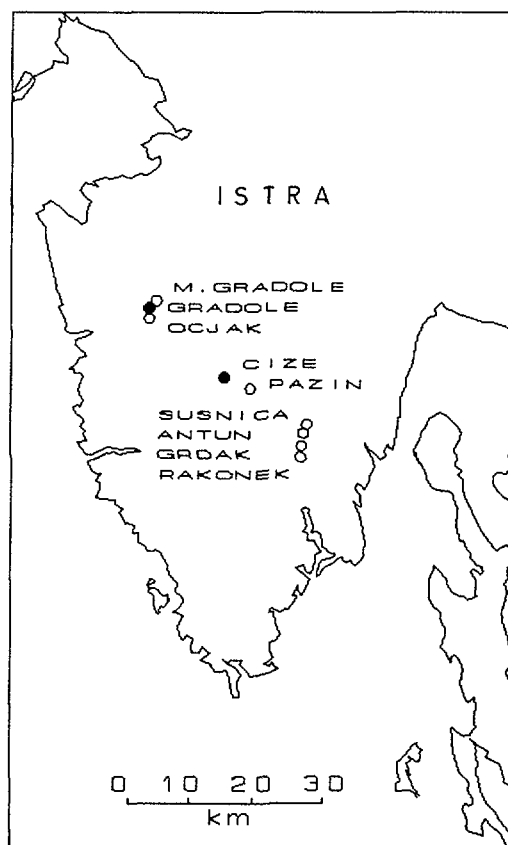 ISTRA
M. GRADOLE
GRADOLE
OCJAK
CIZE
PAZIN
SUSNICA
ANTUN
GRDAK
RAKONEK
0 10 20 30
km